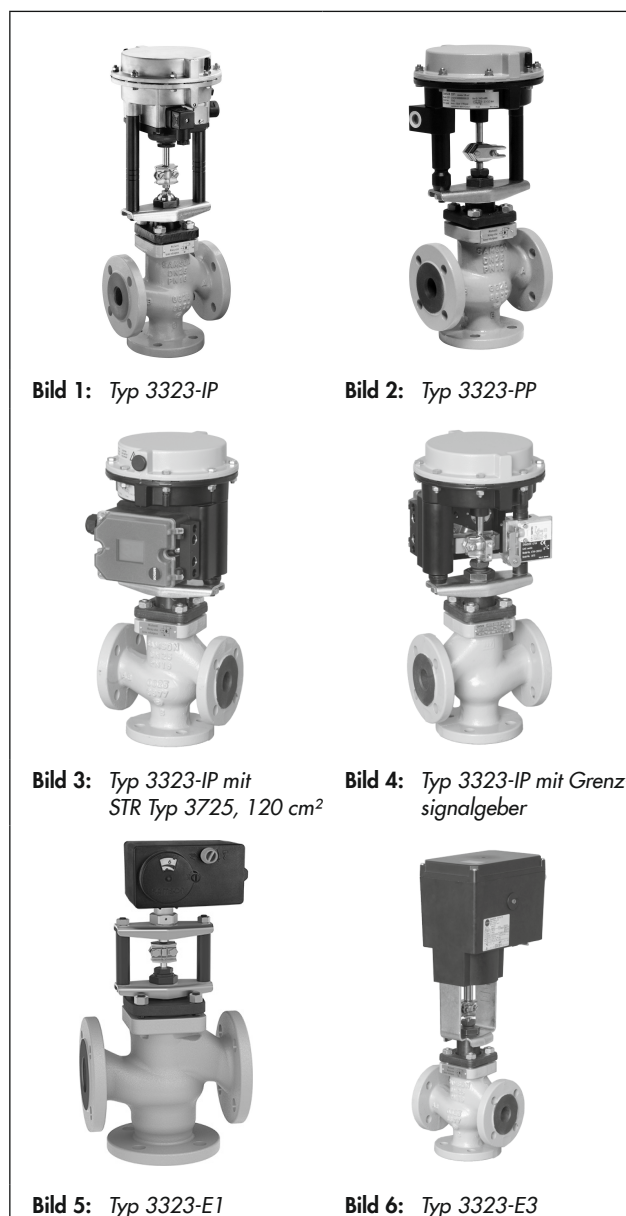 Bild 1: Typ 3323-IP
Bild 2: Typ 3323-PP
Bild 3: Typ 3323-IP mit
STR Typ 3725, 120 cm²
Bild 4: Typ 3323-IP mit Grenz
signalgeber
Bild 5: Typ 3323-E1
Bild 6: Typ 3323-E3